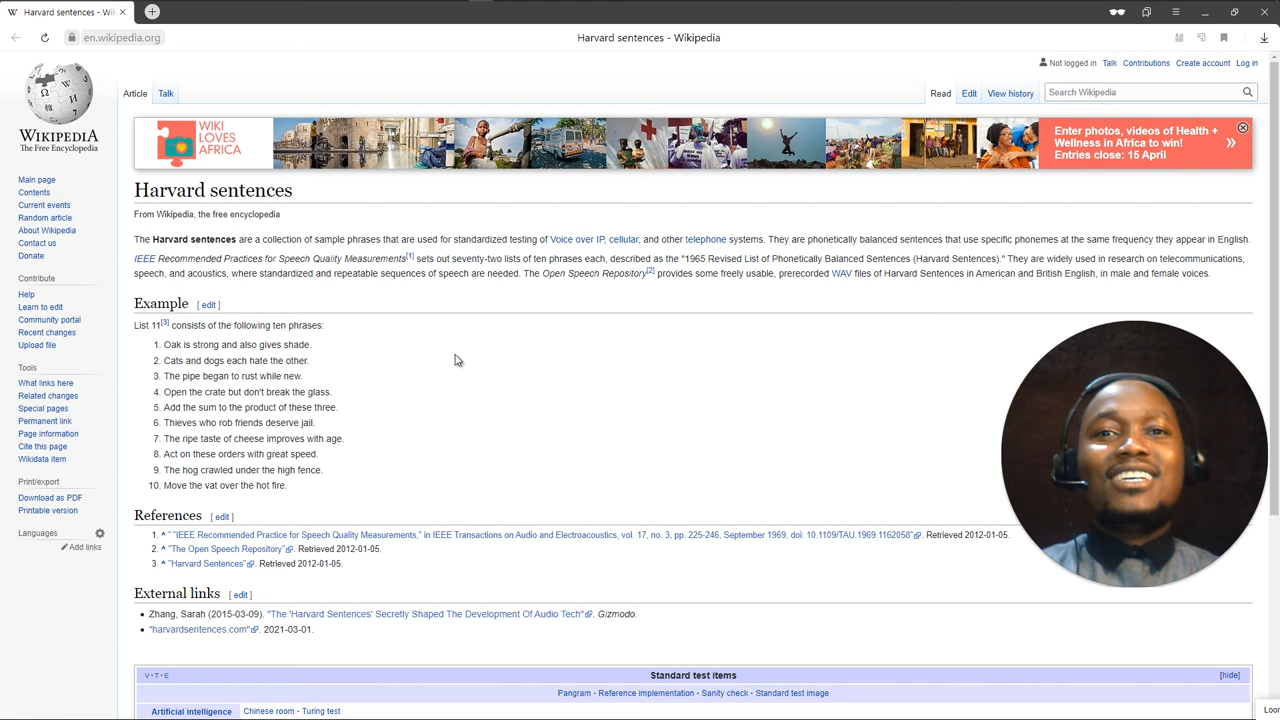 Harvard sentences - Wi
en.wikipedia.org
Harvard sentences - Wikipedia
WIKIPEDIA
The Free Encyclopedia
Not logged in Talk Contributions Create account Log in
Article Talk
Read Edit View history Search Wikipedia
WIKI
LOVES
AFRICA
Enter photos, videos of Health +
Wellness in Africa to win!
Entries close: 15 April
Main page
Contents
Current events
Random article
About Wikipedia
Contact us
Donate
Contribute
Help
Learn to edit
Community portal
Recent changes
Upload file
Tools
What links here
Related changes
Special pages
Permanent link
Page information
Cite this page
Wikidata item
Print/export
Download as PDF
Printable version
Languages
Add links
Harvard sentences
From Wikipedia, the free encyclopedia
The Harvard sentences are a collection of sample phrases that are used for standardized testing of Voice over IP, cellular, and other telephone systems. They are phonetically balanced sentences that use specific phonemes at the same frequency they appear in English.
IEEE Recommended Practices for Speech Quality Measurements[1] sets out seventy-two lists of ten phrases each, described as the "1965 Revised List of Phonetically Balanced Sentences (Harvard Sentences)." They are widely used in research on telecommunications,
speech, and acoustics, where standardized and repeatable sequences of speech are needed. The Open Speech Repository[2] provides some freely usable, prerecorded WAV files of Harvard Sentences in American and British English, in male and female voices.
Example [ edit ]
List 11[3] consists of the following ten phrases:
1. Oak is strong and also gives shade.
2. Cats and dogs each hate the other.
3. The pipe began to rust while new.
4. Open the crate but don't break the glass.
5. Add the sum to the product of these three.
6. Thieves who rob friends deserve jail.
7. The ripe taste of cheese improves with age.
8. Act on these orders with great speed.
9. The hog crawled under the high fence.
10. Move the vat over the hot fire.
References [ edit ]
1. ^ " "IEEE Recommended Practice for Speech Quality Measurements," in IEEE Transactions on Audio and Electroacoustics, vol. 17, no. 3, pp. 225-246, September 1969, doi: 10.1109/TAU.1969.1162058". Retrieved 2012-01-05.
2. ^ "The Open Speech Repository". Retrieved 2012-01-05.
3. ^ "Harvard Sentences". Retrieved 2012-01-05.
External links [ edit ]
• Zhang, Sarah (2015-03-09). "The 'Harvard Sentences' Secretly Shaped The Development Of Audio Tech". Gizmodo.
• "harvardsentences.com". 2021-03-01.
V · T · E Standard test items [hide]
Pangram · Reference implementation · Sanity check · Standard test image
Artificial intelligence Chinese room · Turing test
Loor